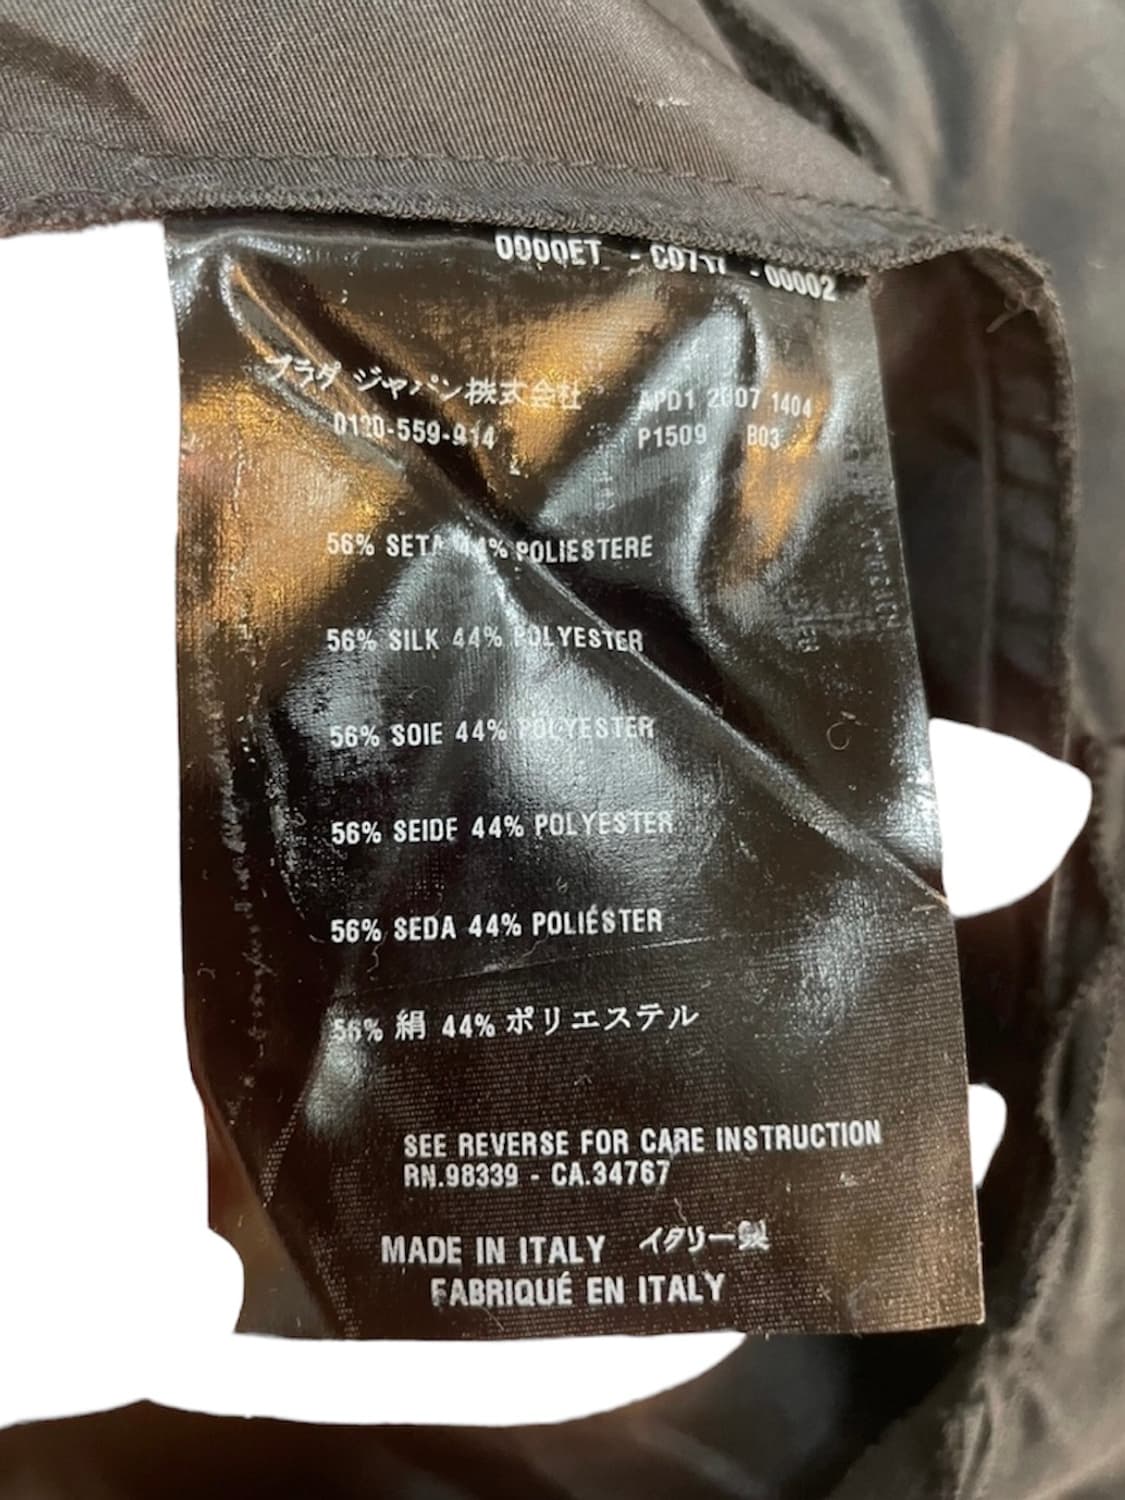 0000ET - -00002
プラダ ジャパン株式会社
0120-559-914
APD1 2007 1404
P1509 B03
56% SETA 44% POLIESTERE
56% SILK 44% POLYESTER
56% SOIE 44% POLYESTER
56% SEIDE 44% POLYESTER
56% SEDA 44% POLIÉSTER
56% 絹 44% ポリエステル
SEE REVERSE FOR CARE INSTRUCTION
RN.98339 - CA.34767
MADE IN ITALY イタリー製
FABRIQUÉ EN ITALY